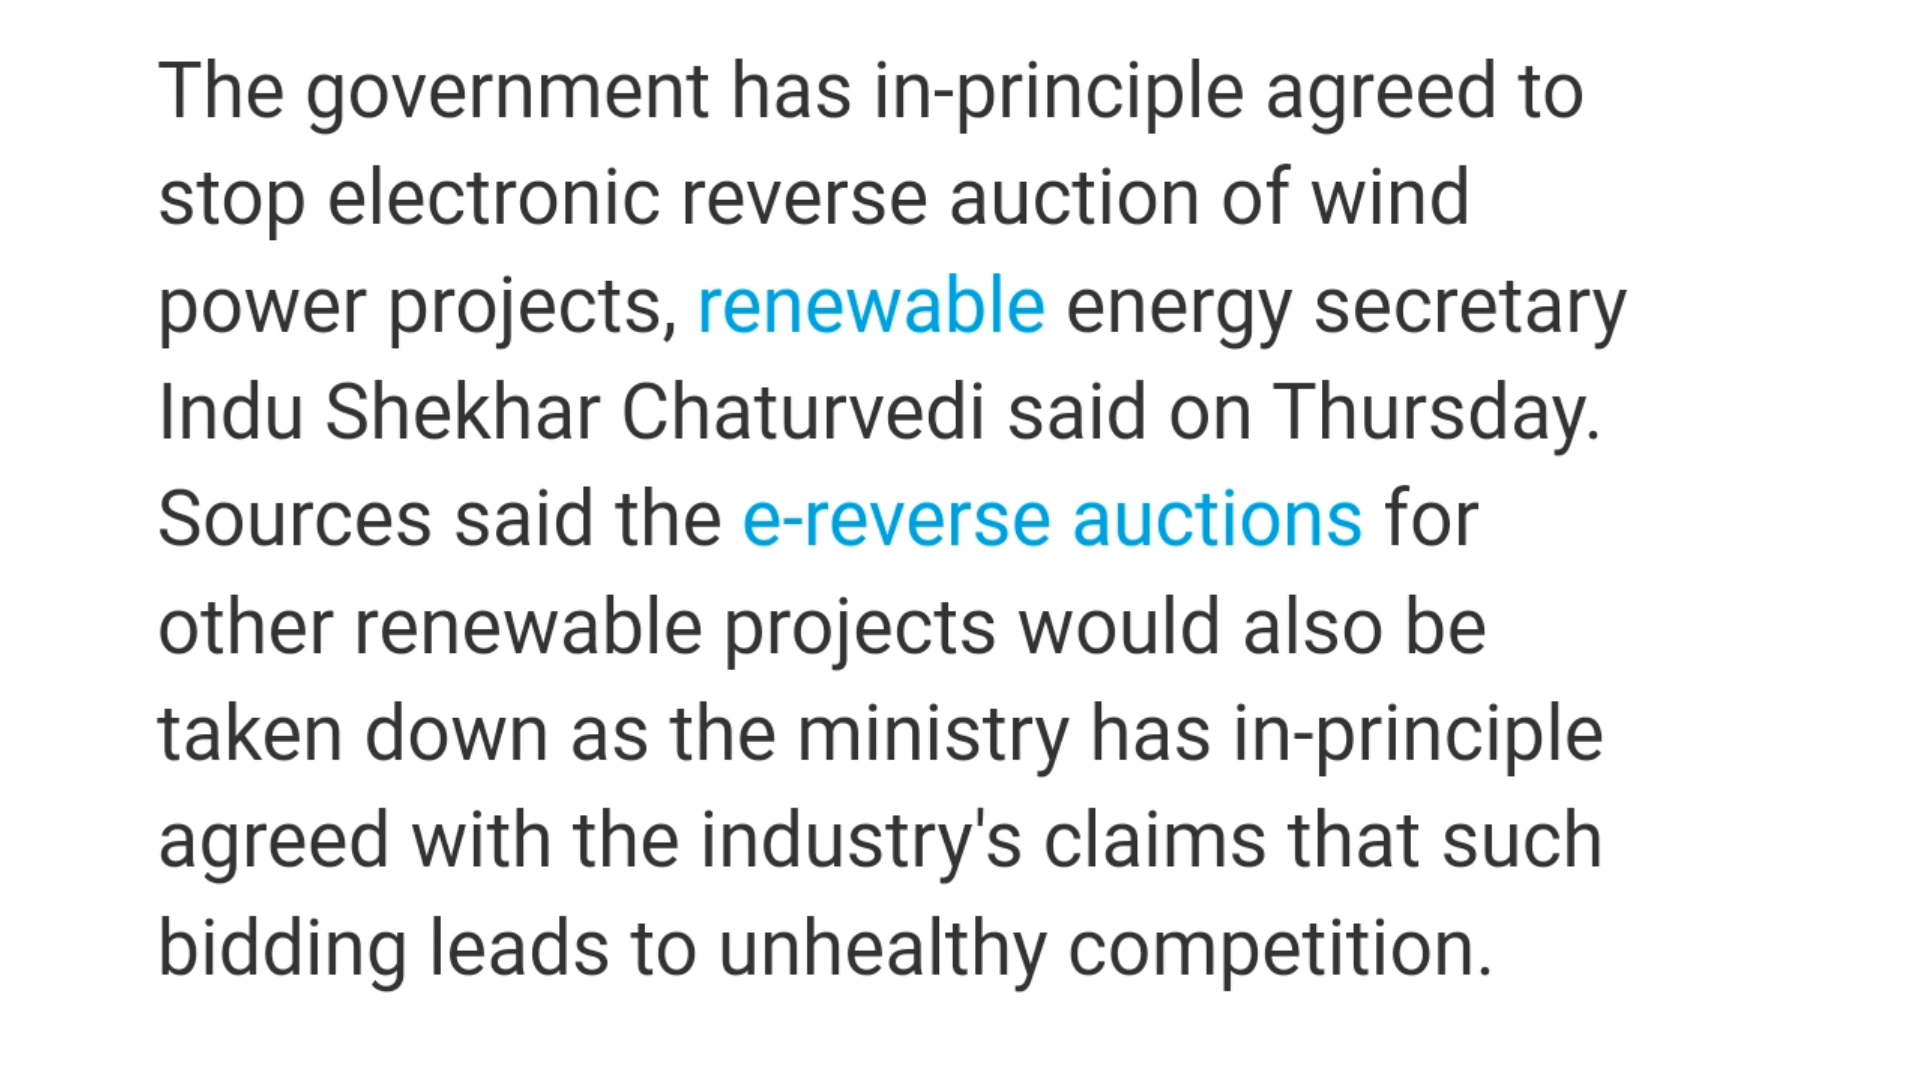 The government has in-principle agreed to
stop electronic reverse auction of wind
power projects, renewable energy secretary
Indu Shekhar Chaturvedi said on Thursday.
Sources said the e-reverse auctions for
other renewable projects would also be
taken down as the ministry has in-principle
agreed with the industry's claims that such
bidding leads to unhealthy competition.